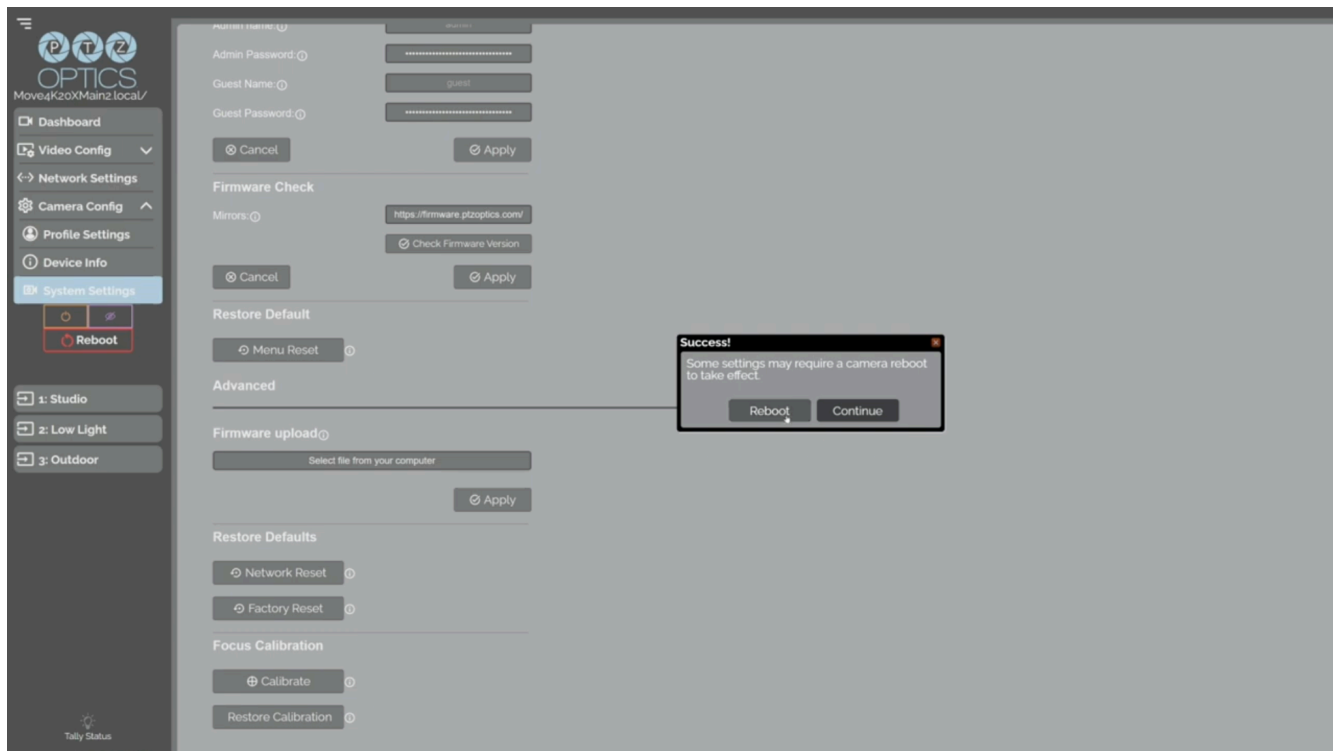 PTZ
OPTICS
Move4K20XMain2.local/
Dashboard
Video Config
Network Settings
Camera Config
Profile Settings
Device Info
System Settings
Reboot
1: Studio
2: Low Light
3: Outdoor
Tally Status
Admin name:
admin
Admin Password:
Guest Name:
guest
Guest Password:
Cancel
Apply
Firmware Check
Mirrors:
https://firmware.ptzoptics.com/
Check Firmware Version
Cancel
Apply
Restore Default
Menu Reset
Advanced
Firmware upload
Select file from your computer
Apply
Restore Defaults
Network Reset
Factory Reset
Focus Calibration
Calibrate
Restore Calibration
Success!
Some settings may require a camera reboot
to take effect.
Reboot
Continue